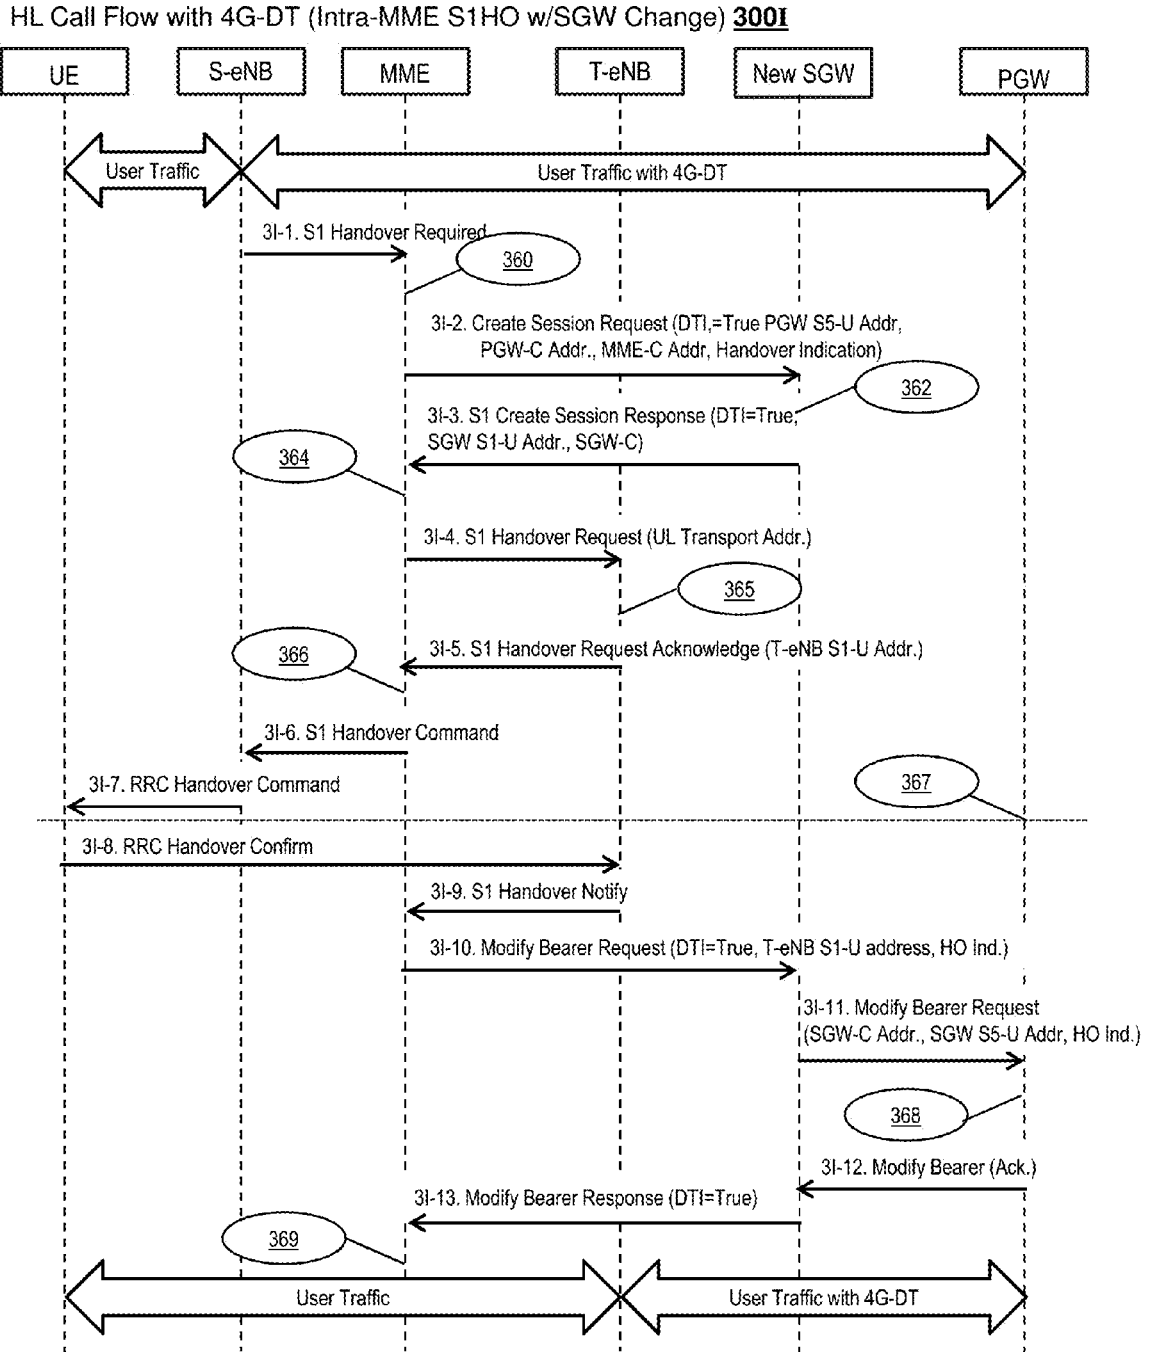 HL Call Flow with 4G-DT (Intra-MME S1HO w/SGW Change) 300I
UE
S-eNB
MME
T-eNB
New SGW
PGW
User Traffic
User Traffic with 4G-DT
3I-1. S1 Handover Required
360
3I-2. Create Session Request (DTI,=True PGW S5-U Addr,
PGW-C Addr., MME-C Addr, Handover Indication)
362
3I-3. S1 Create Session Response (DTI=True,
SGW S1-U Addr., SGW-C)
364
3I-4. S1 Handover Request (UL Transport Addr.)
365
3I-5. S1 Handover Request Acknowledge (T-eNB S1-U Addr.)
366
3I-6. S1 Handover Command
3I-7. RRC Handover Command
367
3I-8. RRC Handover Confirm
3I-9. S1 Handover Notify
3I-10. Modify Bearer Request (DTI=True, T-eNB S1-U address, HO Ind.)
3I-11. Modify Bearer Request
(SGW-C Addr., SGW S5-U Addr, HO Ind.)
368
3I-12. Modify Bearer (Ack.)
3I-13. Modify Bearer Response (DTI=True)
369
User Traffic
User Traffic with 4G-DT